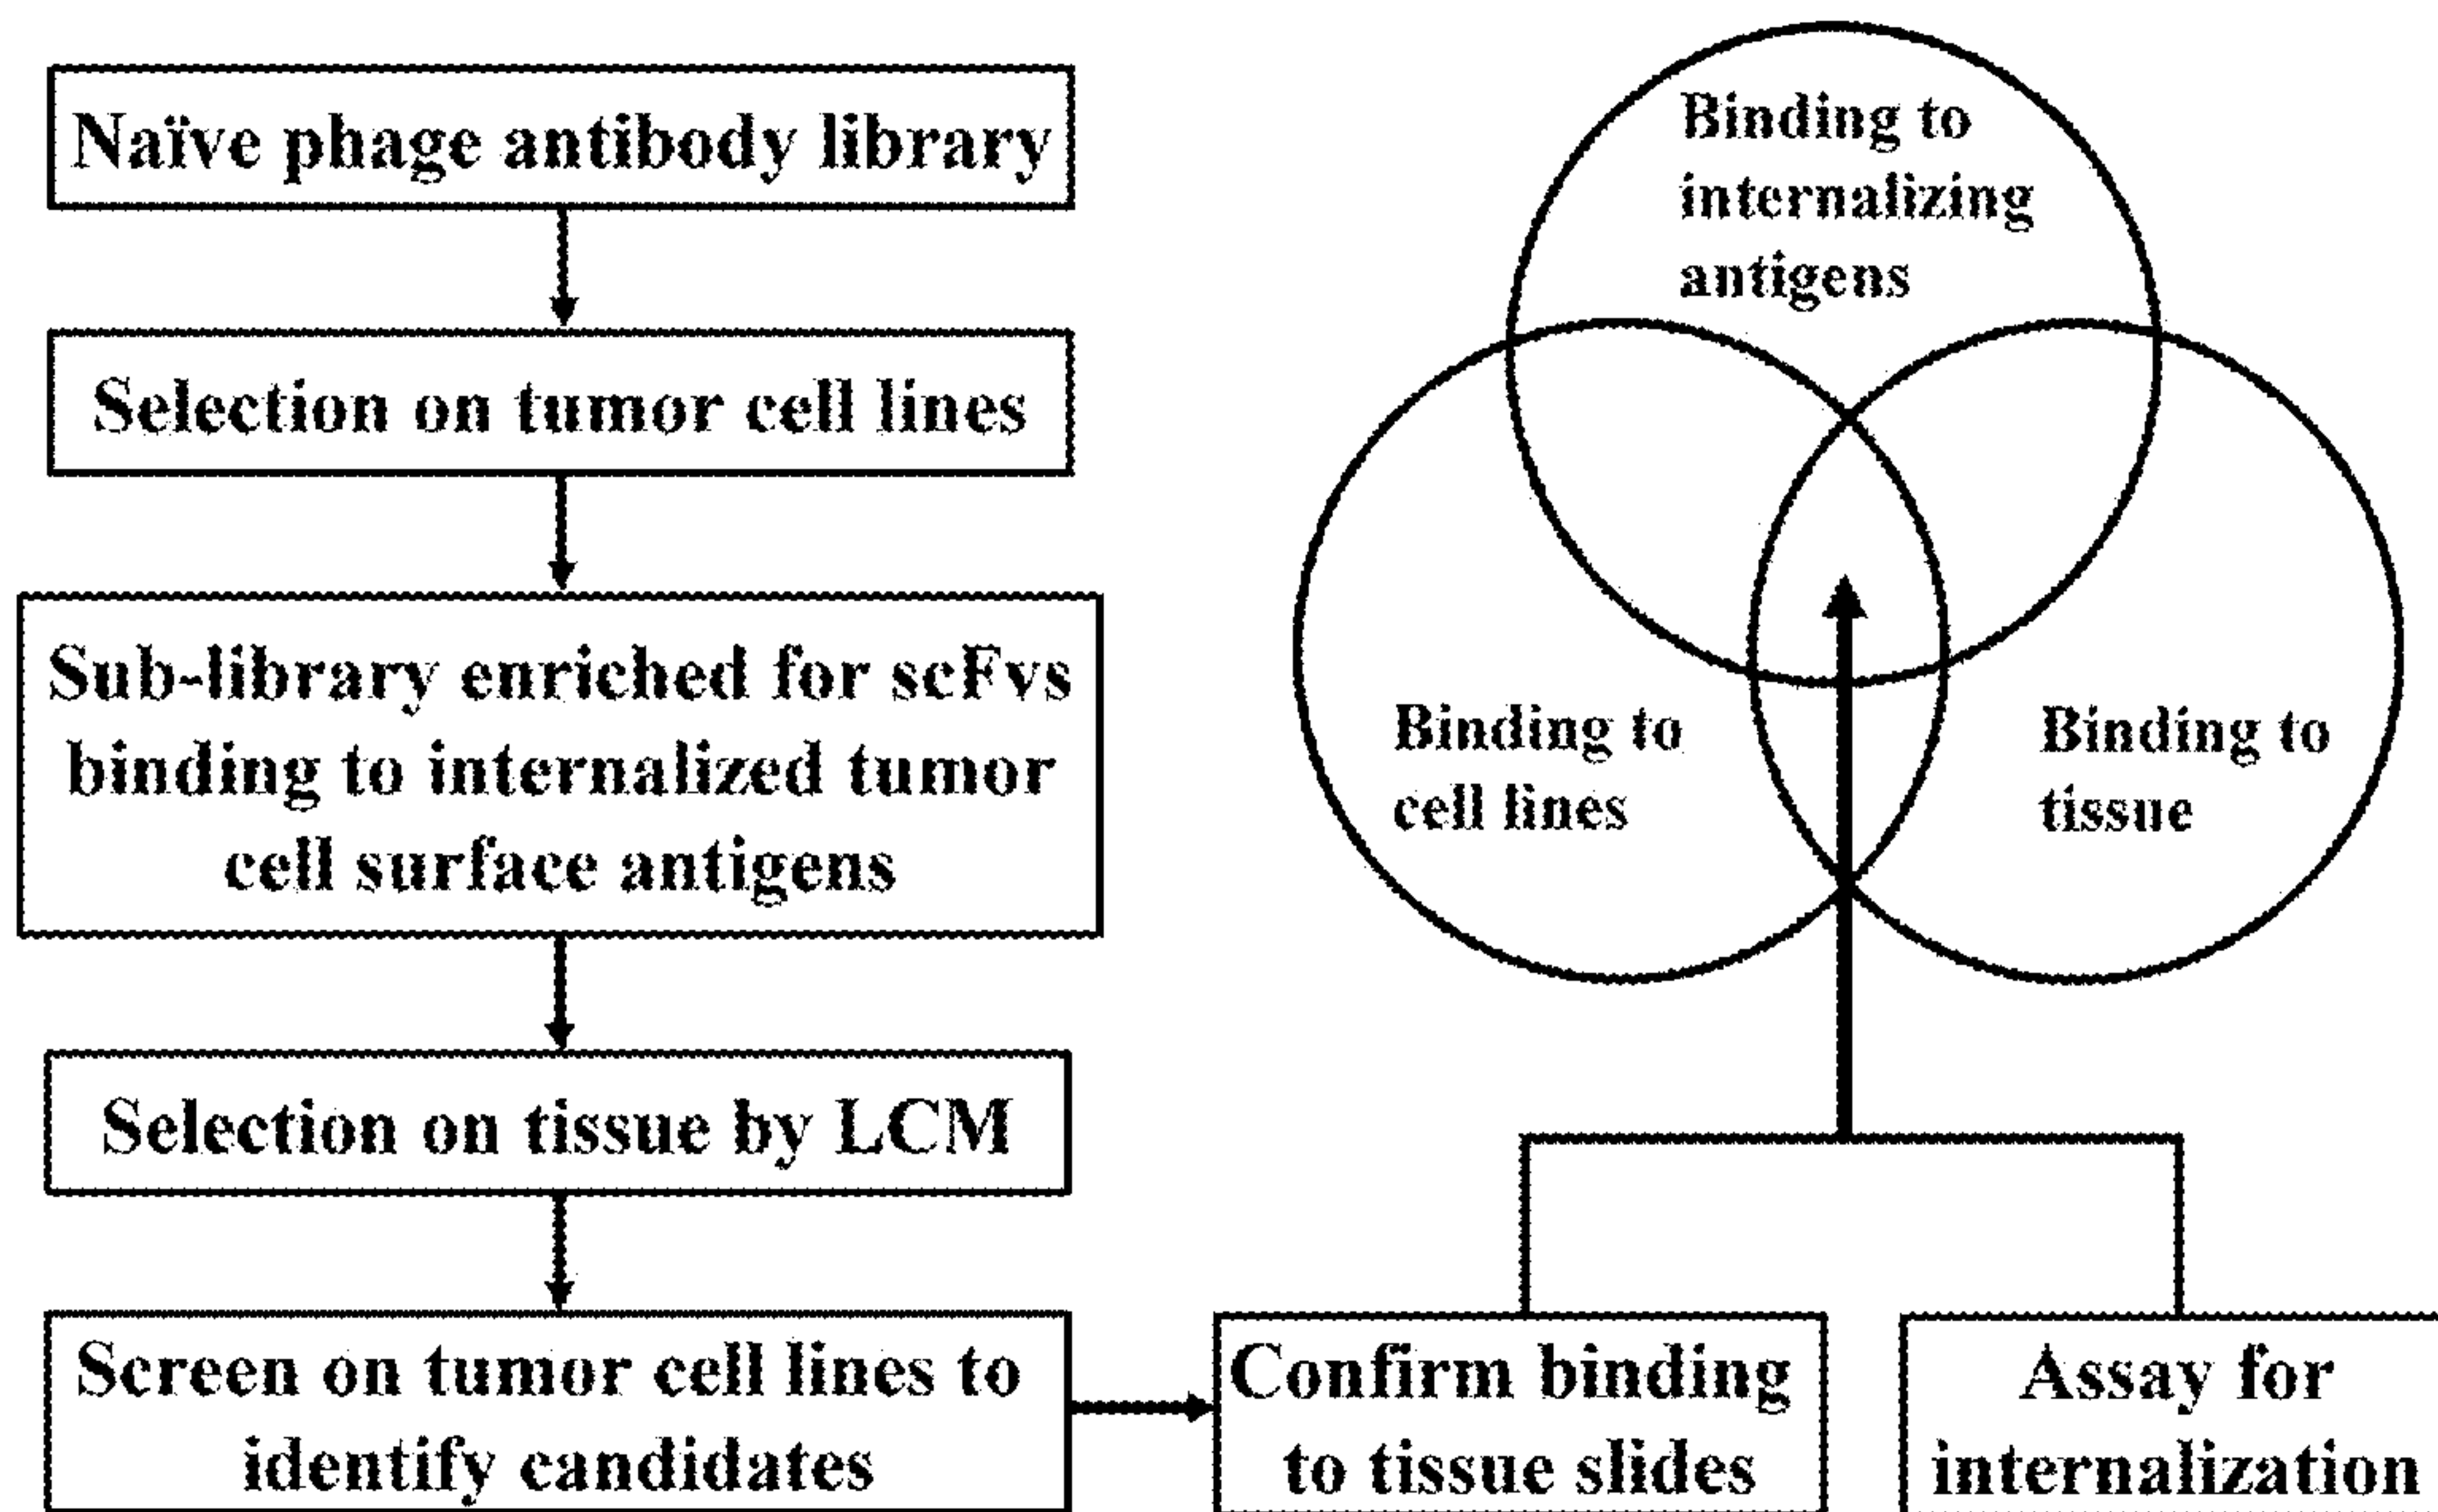 Naïve phage antibody library
Selection on tumor cell lines
Sub-library enriched for scFvs
binding to internalized tumor
cell surface antigens
Selection on tissue by LCM
Screen on tumor cell lines to
identify candidates
Binding to
internalizing
antigens
Binding to
cell lines
Binding to
tissue
Confirm binding
to tissue slides
Assay for
internalization